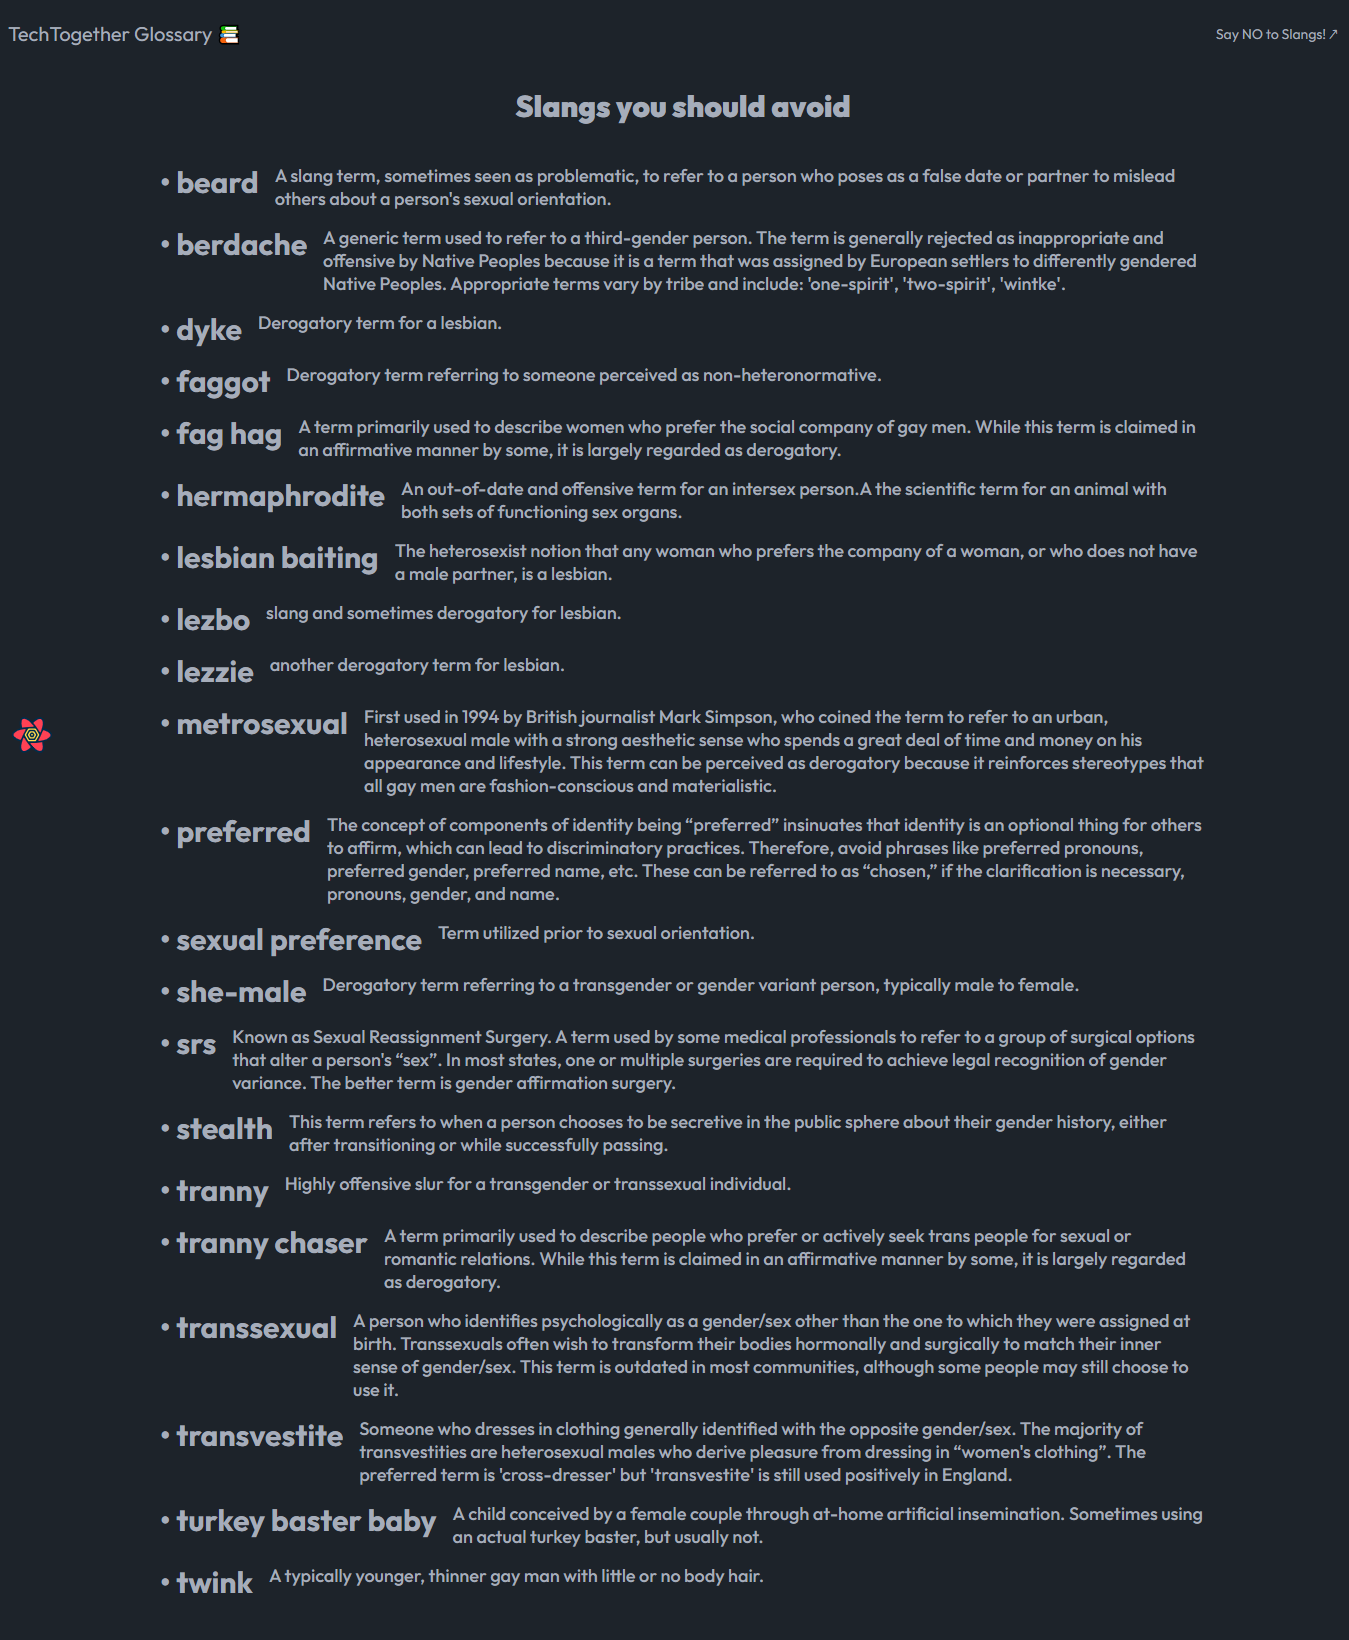 TechTogether Glossary
Say NO to Slangs! ↗
Slangs you should avoid
• beard
A slang term, sometimes seen as problematic, to refer to a person who poses as a false date or partner to mislead
others about a person's sexual orientation.
• berdache
A generic term used to refer to a third-gender person. The term is generally rejected as inappropriate and
offensive by Native Peoples because it is a term that was assigned by European settlers to differently gendered
Native Peoples. Appropriate terms vary by tribe and include: 'one-spirit', 'two-spirit', 'wintke'.
• dyke
Derogatory term for a lesbian.
• faggot
Derogatory term referring to someone perceived as non-heteronormative.
• fag hag
A term primarily used to describe women who prefer the social company of gay men. While this term is claimed in
an affirmative manner by some, it is largely regarded as derogatory.
• hermaphrodite
An out-of-date and offensive term for an intersex person.A the scientific term for an animal with
both sets of functioning sex organs.
• lesbian baiting
The heterosexist notion that any woman who prefers the company of a woman, or who does not have
a male partner, is a lesbian.
• lezbo
slang and sometimes derogatory for lesbian.
• lezzie
another derogatory term for lesbian.
• metrosexual
First used in 1994 by British journalist Mark Simpson, who coined the term to refer to an urban,
heterosexual male with a strong aesthetic sense who spends a great deal of time and money on his
appearance and lifestyle. This term can be perceived as derogatory because it reinforces stereotypes that
all gay men are fashion-conscious and materialistic.
• preferred
The concept of components of identity being “preferred” insinuates that identity is an optional thing for others
to affirm, which can lead to discriminatory practices. Therefore, avoid phrases like preferred pronouns,
preferred gender, preferred name, etc. These can be referred to as “chosen,” if the clarification is necessary,
pronouns, gender, and name.
• sexual preference
Term utilized prior to sexual orientation.
• she-male
Derogatory term referring to a transgender or gender variant person, typically male to female.
• srs
Known as Sexual Reassignment Surgery. A term used by some medical professionals to refer to a group of surgical options
that alter a person's “sex”. In most states, one or multiple surgeries are required to achieve legal recognition of gender
variance. The better term is gender affirmation surgery.
• stealth
This term refers to when a person chooses to be secretive in the public sphere about their gender history, either
after transitioning or while successfully passing.
• tranny
Highly offensive slur for a transgender or transsexual individual.
• tranny chaser
A term primarily used to describe people who prefer or actively seek trans people for sexual or
romantic relations. While this term is claimed in an affirmative manner by some, it is largely regarded
as derogatory.
• transsexual
A person who identifies psychologically as a gender/sex other than the one to which they were assigned at
birth. Transsexuals often wish to transform their bodies hormonally and surgically to match their inner
sense of gender/sex. This term is outdated in most communities, although some people may still choose to
use it.
• transvestite
Someone who dresses in clothing generally identified with the opposite gender/sex. The majority of
transvestities are heterosexual males who derive pleasure from dressing in “women's clothing”. The
preferred term is 'cross-dresser' but 'transvestite' is still used positively in England.
• turkey baster baby
A child conceived by a female couple through at-home artificial insemination. Sometimes using
an actual turkey baster, but usually not.
• twink
A typically younger, thinner gay man with little or no body hair.